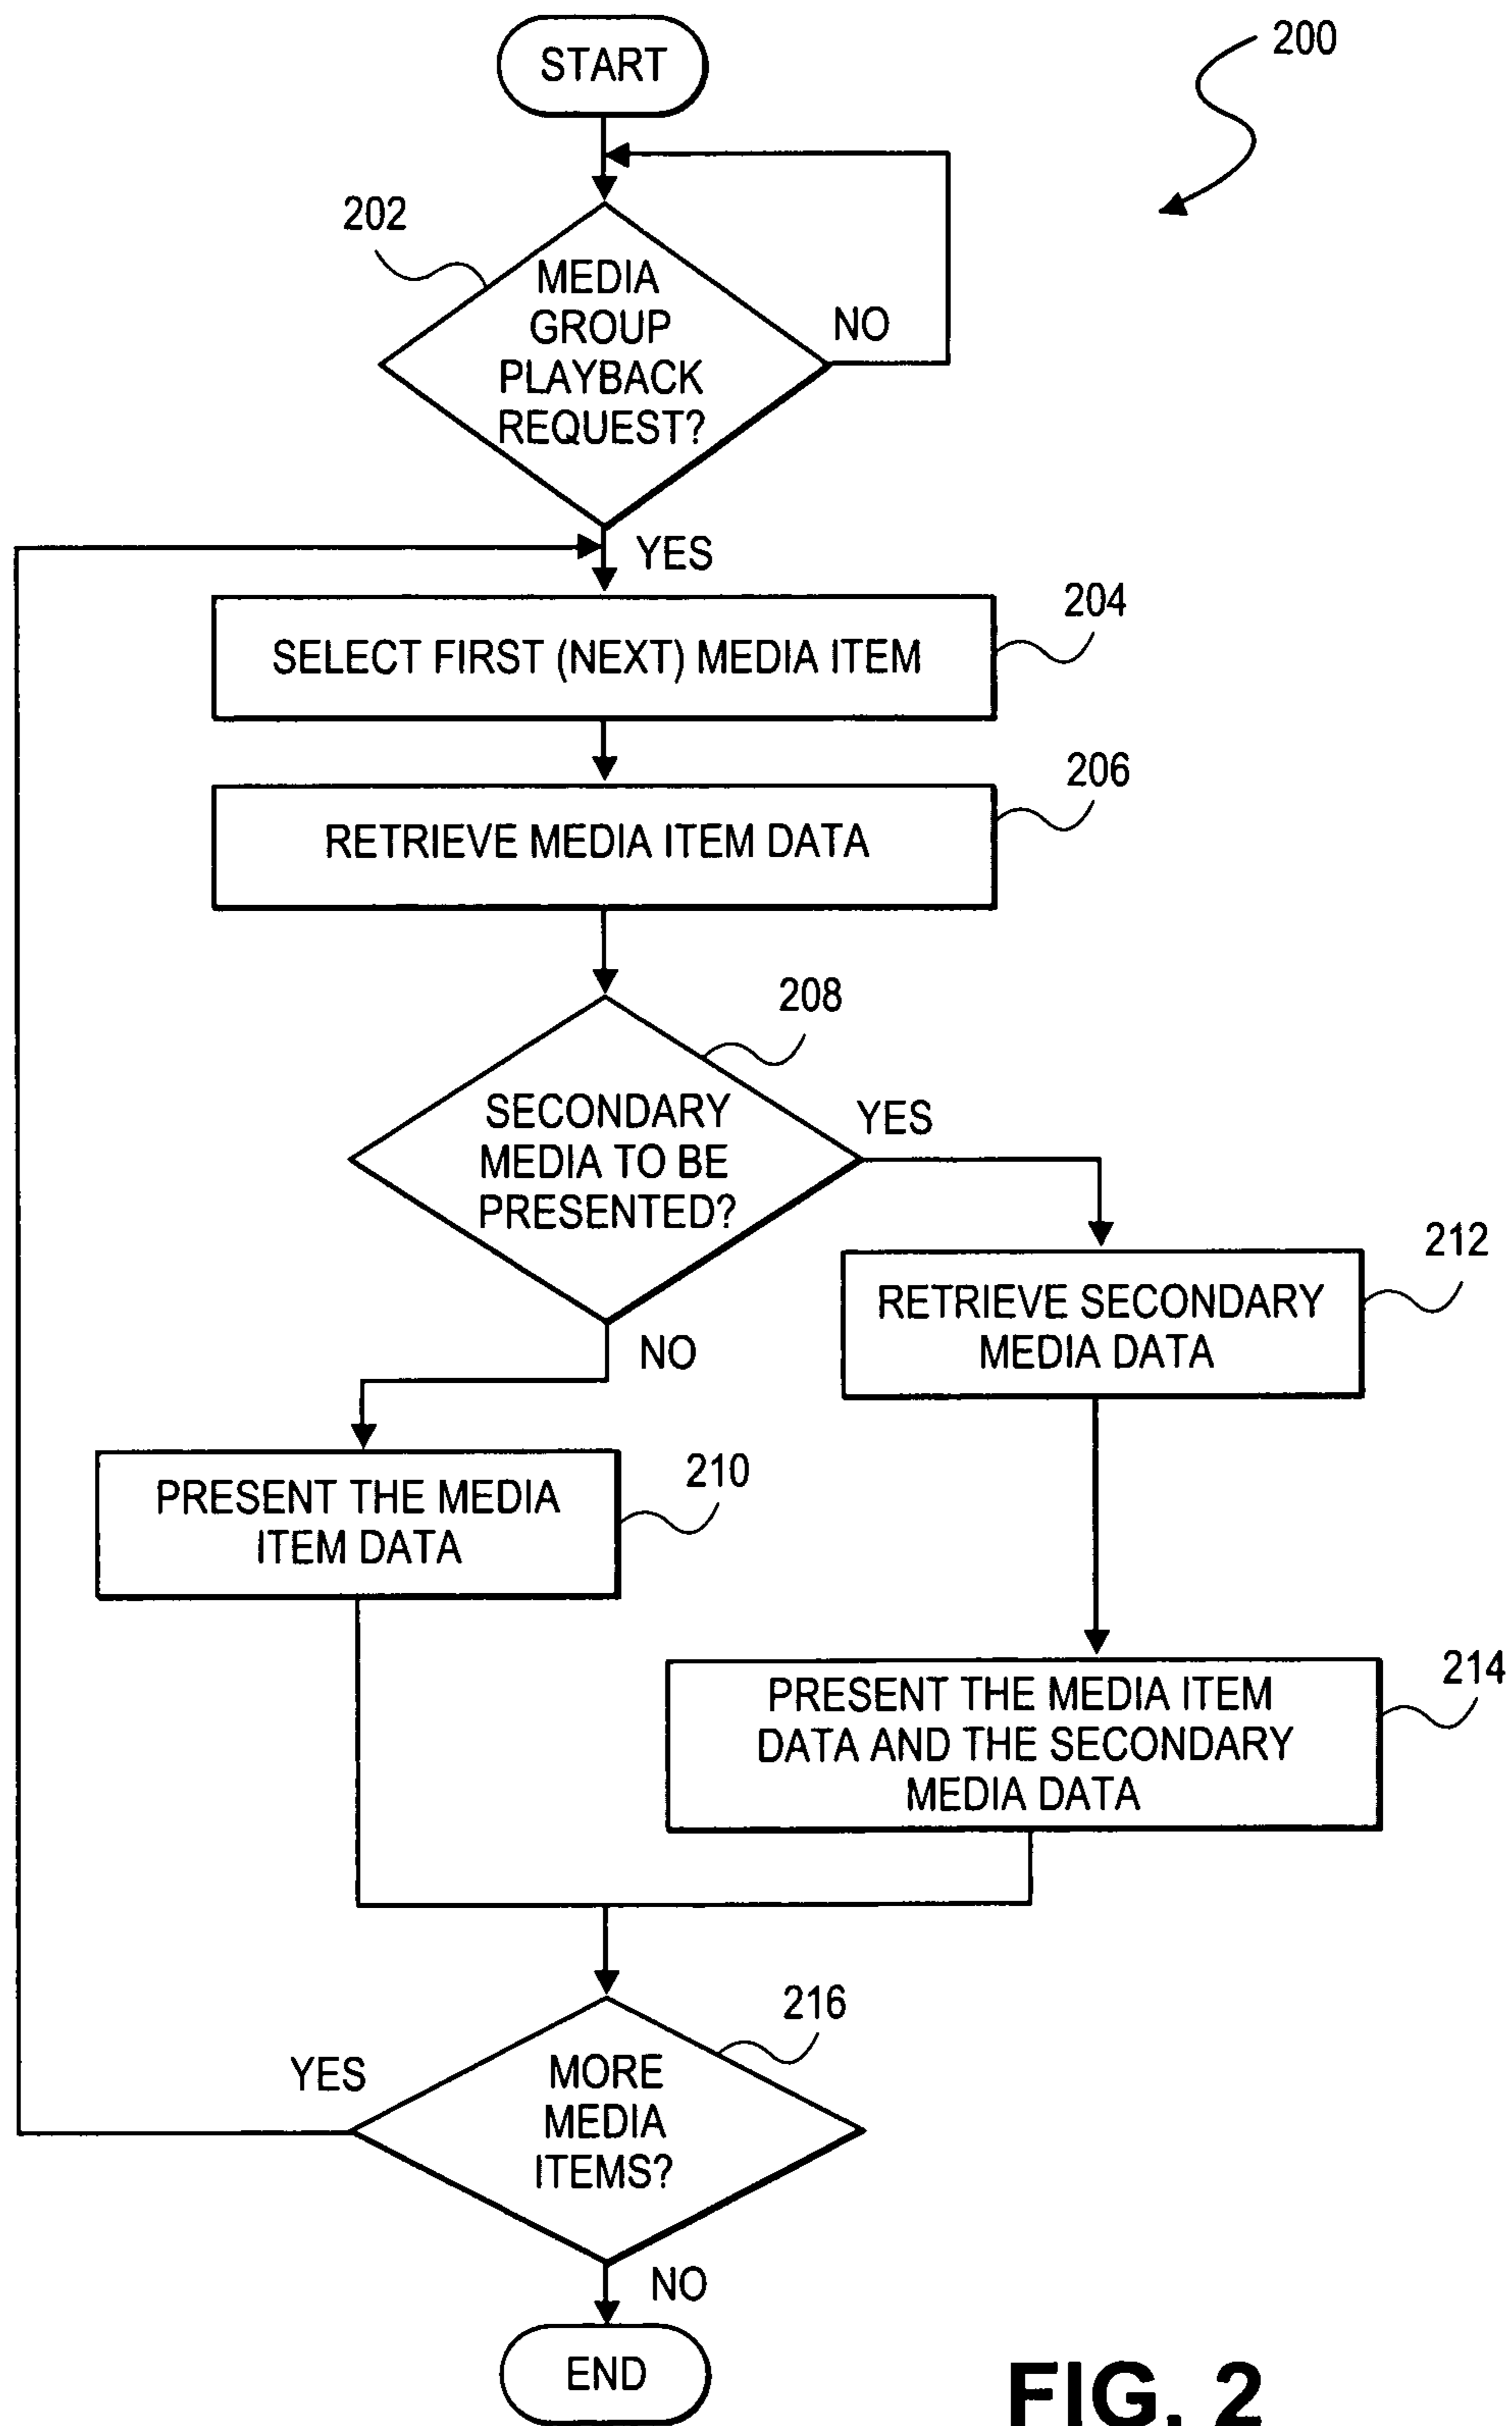 START
200
202
MEDIA
GROUP
PLAYBACK
REQUEST?
NO
YES
SELECT FIRST (NEXT) MEDIA ITEM
204
RETRIEVE MEDIA ITEM DATA
206
208
SECONDARY
MEDIA TO BE
PRESENTED?
YES
NO
RETRIEVE SECONDARY
MEDIA DATA
212
PRESENT THE MEDIA
ITEM DATA
210
PRESENT THE MEDIA ITEM
DATA AND THE SECONDARY
MEDIA DATA
214
216
MORE
MEDIA
ITEMS?
YES
NO
END
FIG. 2